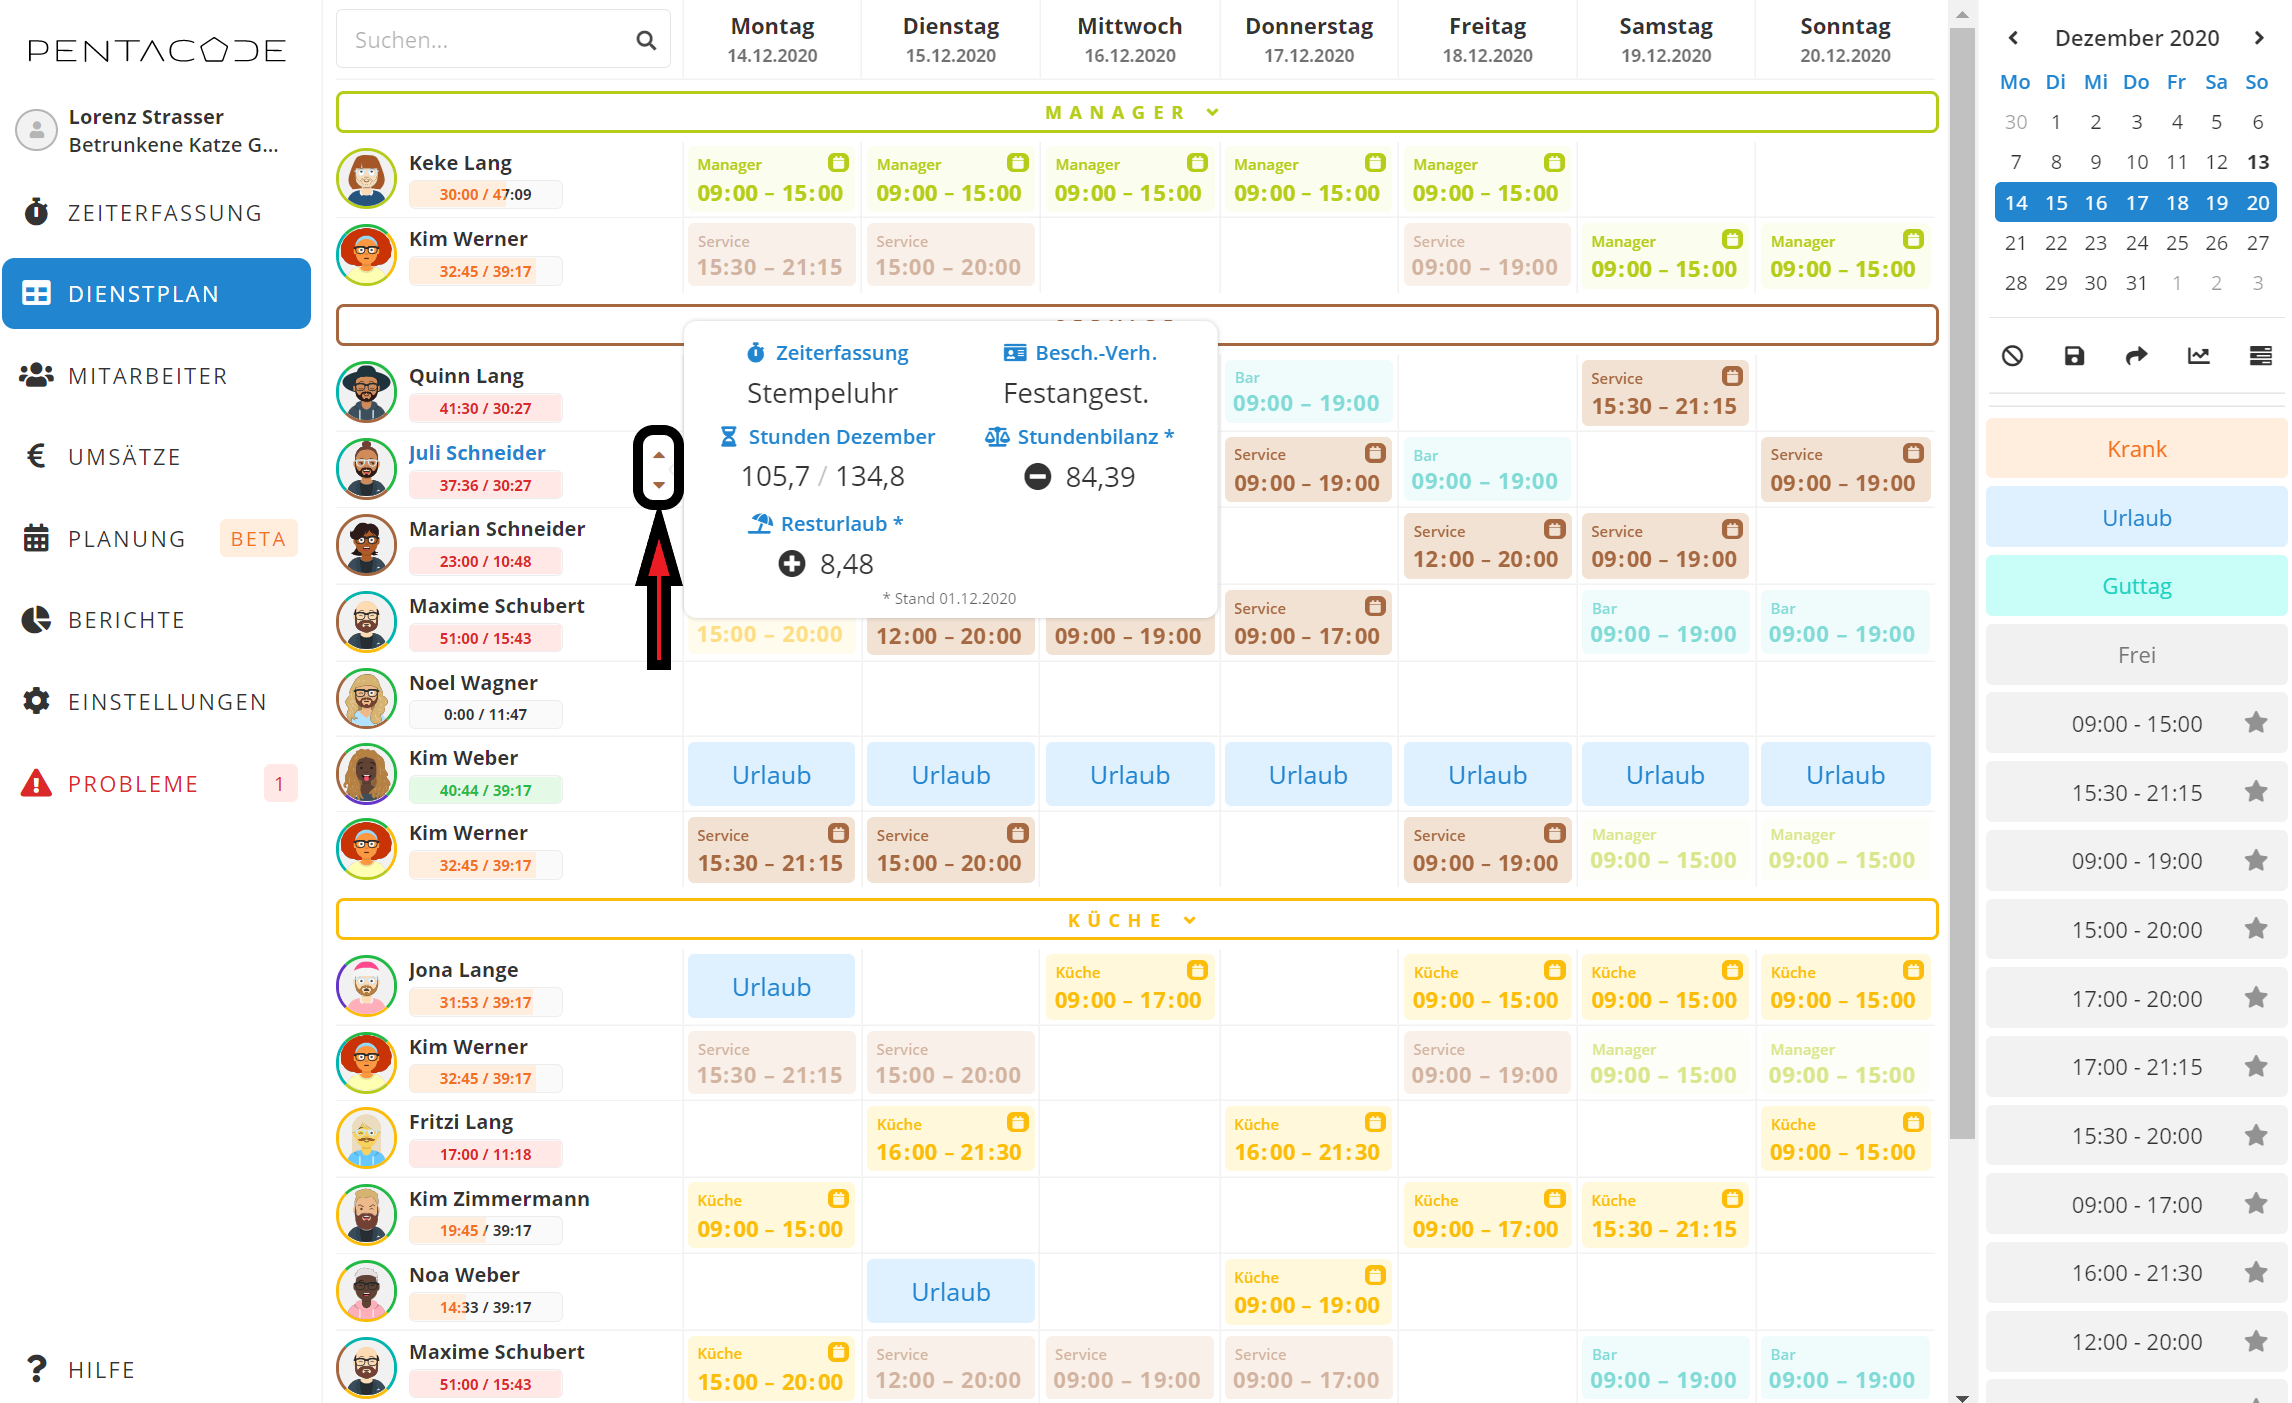 PENTACODE
Lorenz Strasser
Betrunkene Katze G...
ZEITERFASSUNG
DIENSTPLAN
MITARBEITER
UMSÄTZE
PLANUNG BETA
BERICHTE
EINSTELLUNGEN
PROBLEME 1
HILFE
Suchen...
Montag Dienstag Mittwoch Donnerstag Freitag Samstag Sonntag
14.12.2020 15.12.2020 16.12.2020 17.12.2020 18.12.2020 19.12.2020 20.12.2020
MANAGER
Keke Lang
30:00 / 47:09
Manager Manager Manager Manager Manager
09:00 – 15:00 09:00 – 15:00 09:00 – 15:00 09:00 – 15:00 09:00 – 15:00
Kim Werner
32:45 / 39:17
Service Service Service Manager Manager
15:30 – 21:15 15:00 – 20:00 09:00 – 19:00 09:00 – 15:00 09:00 – 15:00
Quinn Lang
41:30 / 30:27
Bar Service
09:00 – 19:00 15:30 – 21:15
Juli Schneider
37:36 / 30:27
Service Bar Service
09:00 – 19:00 09:00 – 19:00 09:00 – 19:00
Marian Schneider
23:00 / 10:48
Service Service
12:00 – 20:00 09:00 – 19:00
Zeiterfassung Besch.-Verh.
Stempeluhr Festangest.
Stunden Dezember Stundenbilanz *
105,7 / 134,8 84,39
Resturlaub *
8,48
* Stand 01.12.2020
Maxime Schubert
51:00 / 15:43
Service Bar Bar
15:00 – 20:00 12:00 – 20:00 09:00 – 19:00 09:00 – 17:00 09:00 – 19:00 09:00 – 19:00
Noel Wagner
0:00 / 11:47
Kim Weber
40:44 / 39:17
Urlaub Urlaub Urlaub Urlaub Urlaub Urlaub Urlaub
Kim Werner
32:45 / 39:17
Service Service Service Manager Manager
15:30 – 21:15 15:00 – 20:00 09:00 – 19:00 09:00 – 15:00 09:00 – 15:00
KÜCHE
Jona Lange
31:53 / 39:17
Urlaub
Küche Küche Küche Küche
09:00 – 17:00 09:00 – 15:00 09:00 – 15:00 09:00 – 15:00
Kim Werner
32:45 / 39:17
Service Service Service Manager Manager
15:30 – 21:15 15:00 – 20:00 09:00 – 19:00 09:00 – 15:00 09:00 – 15:00
Fritzi Lang
17:00 / 11:18
Küche Küche Küche
16:00 – 21:30 16:00 – 21:30 09:00 – 15:00
Kim Zimmermann
19:45 / 39:17
Küche Küche Küche
09:00 – 15:00 09:00 – 17:00 15:30 – 21:15
Noa Weber
14:33 / 39:17
Urlaub
Küche
09:00 – 19:00
Maxime Schubert
51:00 / 15:43
Küche Service Service Service Bar Bar
15:00 – 20:00 12:00 – 20:00 09:00 – 19:00 09:00 – 17:00 09:00 – 19:00 09:00 – 19:00
Dezember 2020
Mo Di Mi Do Fr Sa So
30 1 2 3 4 5 6
7 8 9 10 11 12 13
14 15 16 17 18 19 20
21 22 23 24 25 26 27
28 29 30 31 1 2 3
Krank
Urlaub
Guttag
Frei
09:00 - 15:00
15:30 - 21:15
09:00 - 19:00
15:00 - 20:00
17:00 - 20:00
17:00 - 21:15
15:30 - 20:00
09:00 - 17:00
16:00 - 21:30
12:00 - 20:00